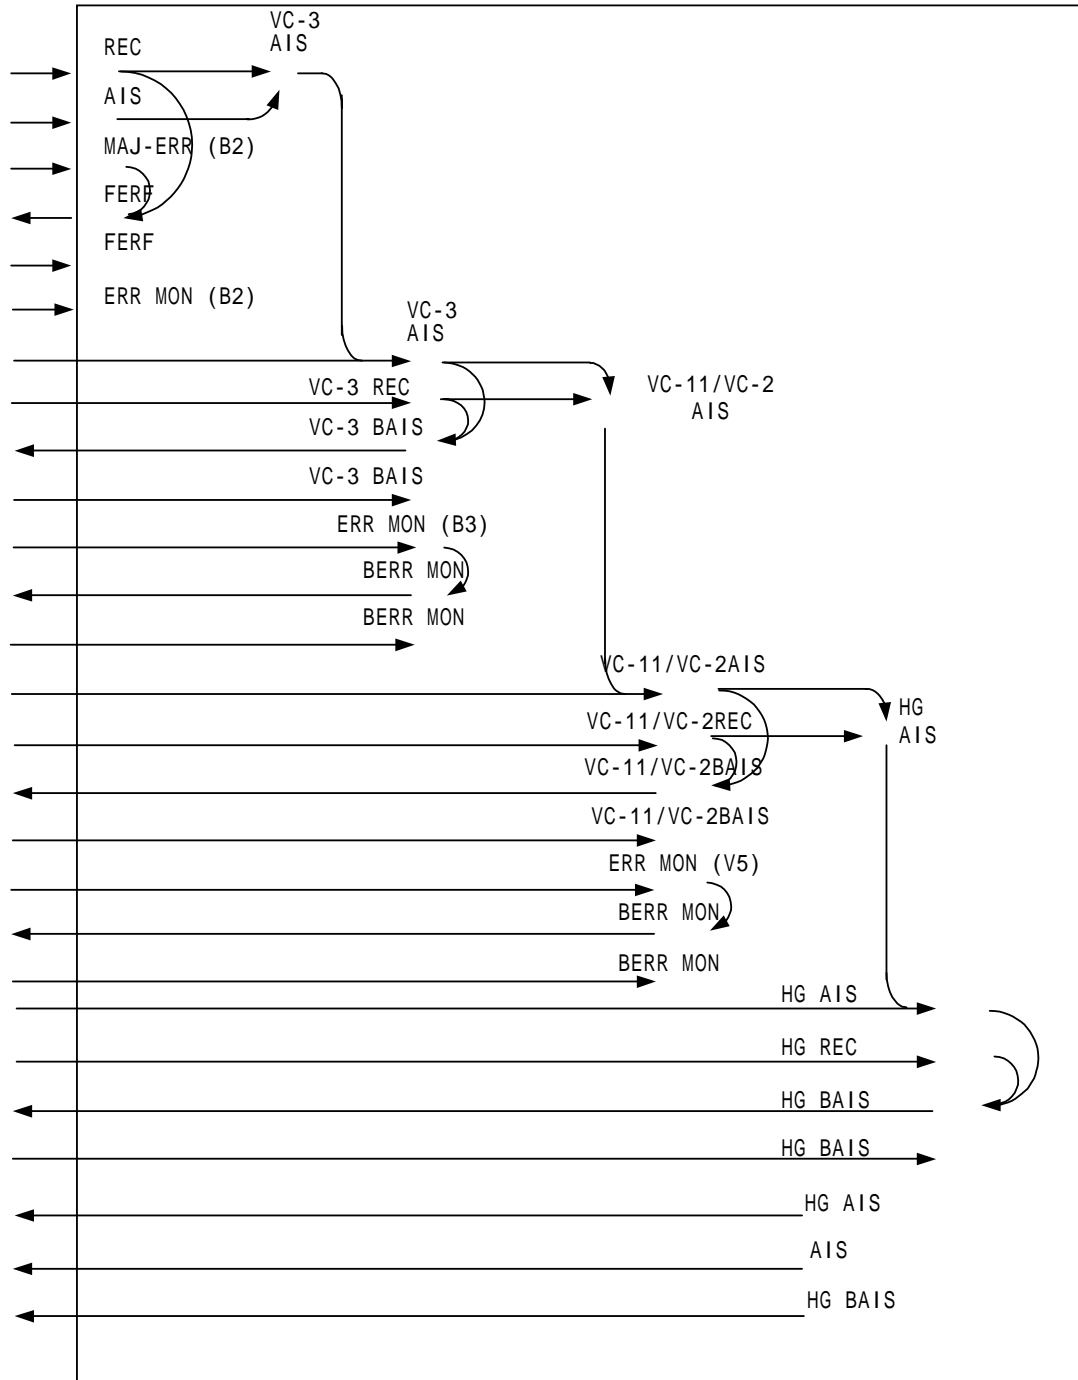 VC-3
AIS
REC
AIS
MAJ-ERR (B2)
FERF
FERF
ERR MON (B2)
VC-3
AIS
VC-3 REC
VC-11/VC-2
AIS
VC-3 BAIS
VC-3 BAIS
ERR MON (B3)
BERR MON
BERR MON
VC-11/VC-2AIS
HG
AIS
VC-11/VC-2REC
VC-11/VC-2BAIS
VC-11/VC-2BAIS
ERR MON (V5)
BERR MON
BERR MON
HG AIS
HG REC
HG BAIS
HG BAIS
HG AIS
AIS
HG BAIS